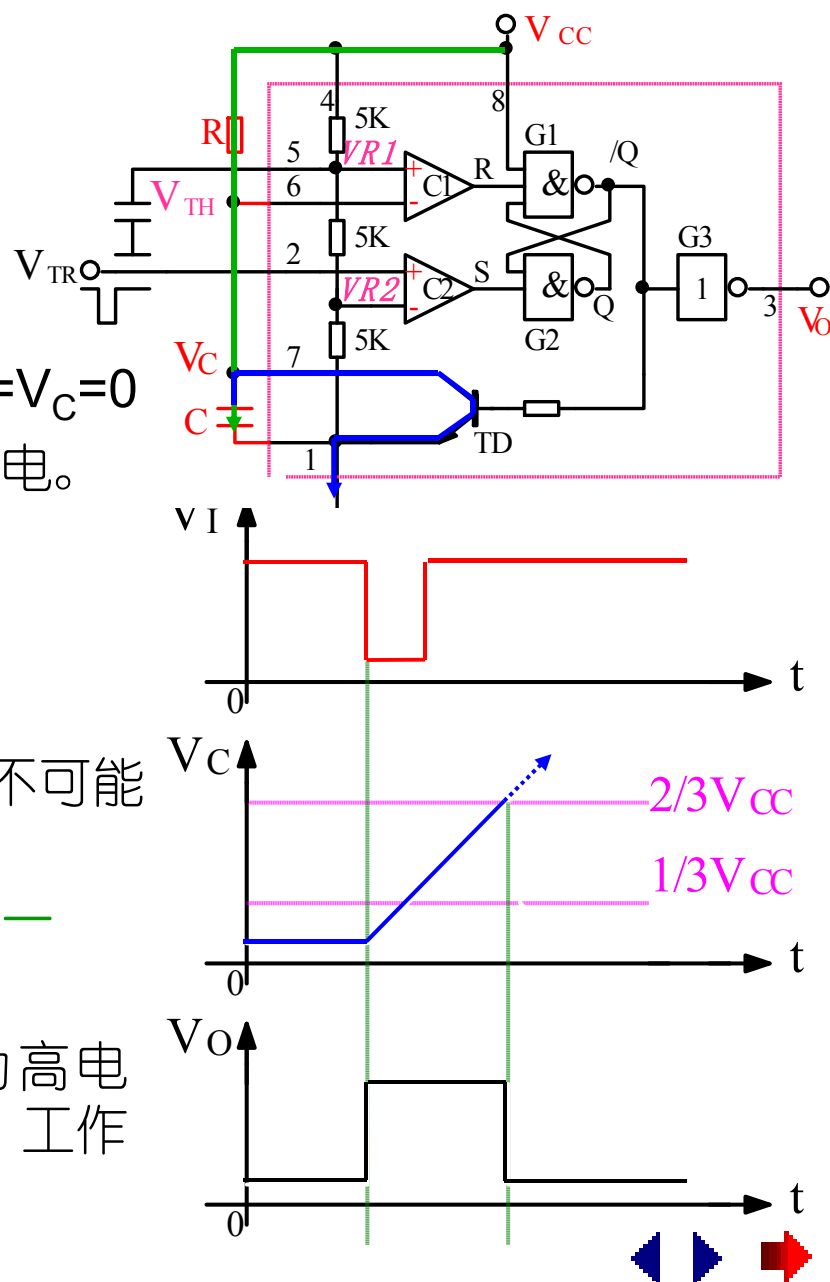 V CC
4
8
R
5K
G1
/Q
5
VR1
+
R
&
V TH
6
C1
-
G3
5K
2
V TR
+
S
&
1
VR2
C2
Q
3
-
G2
V O
V C
7
5K
=V C =0
C
TD
电。
1
V I
t
0
V C
不可能
2/3V CC
1/3V CC
t
0
V O
高电
工作
t
0